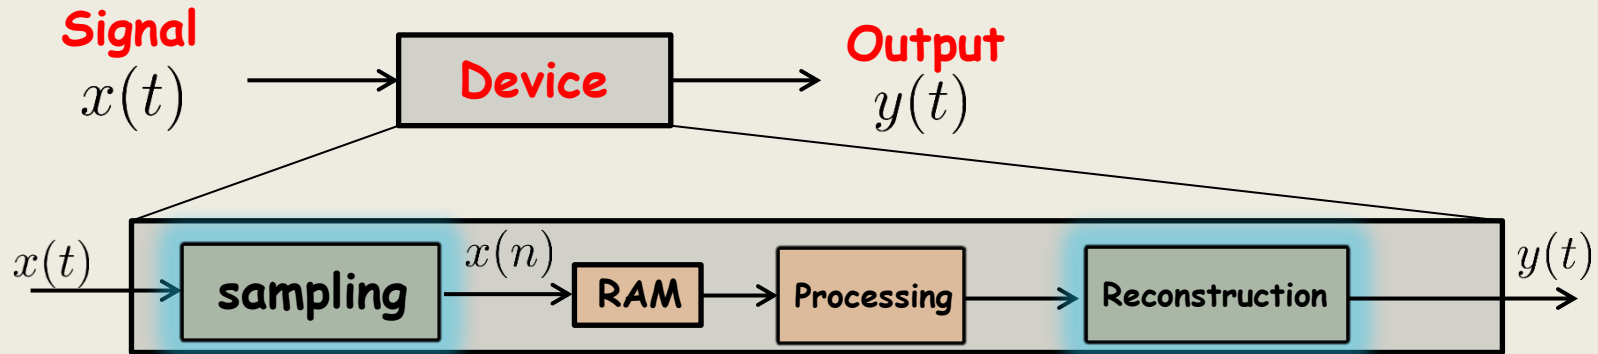 Signal
x(t)
Device
Output
y(t)
x(t)
sampling
x(n)
RAM
Processing
Reconstruction
y(t)